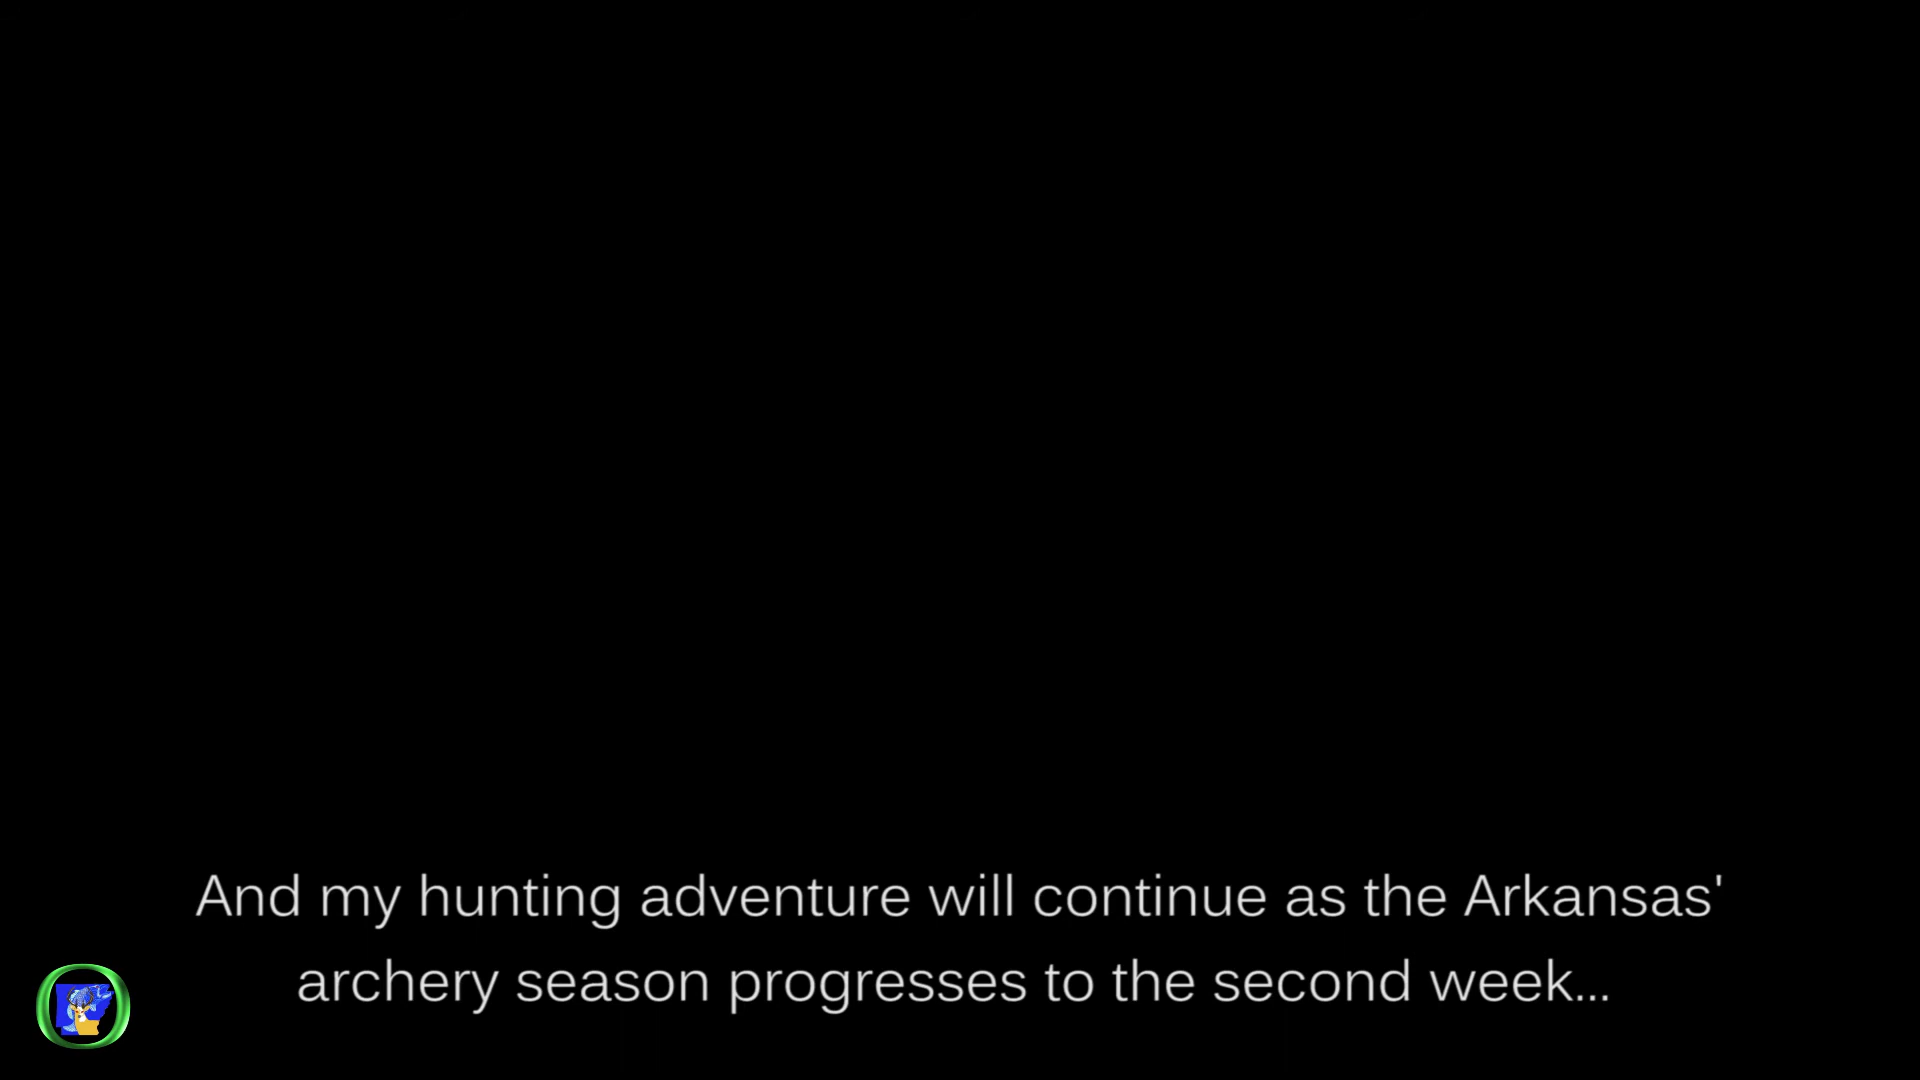 And my hunting adventure will continue as the Arkansas'
archery season progresses to the second week...